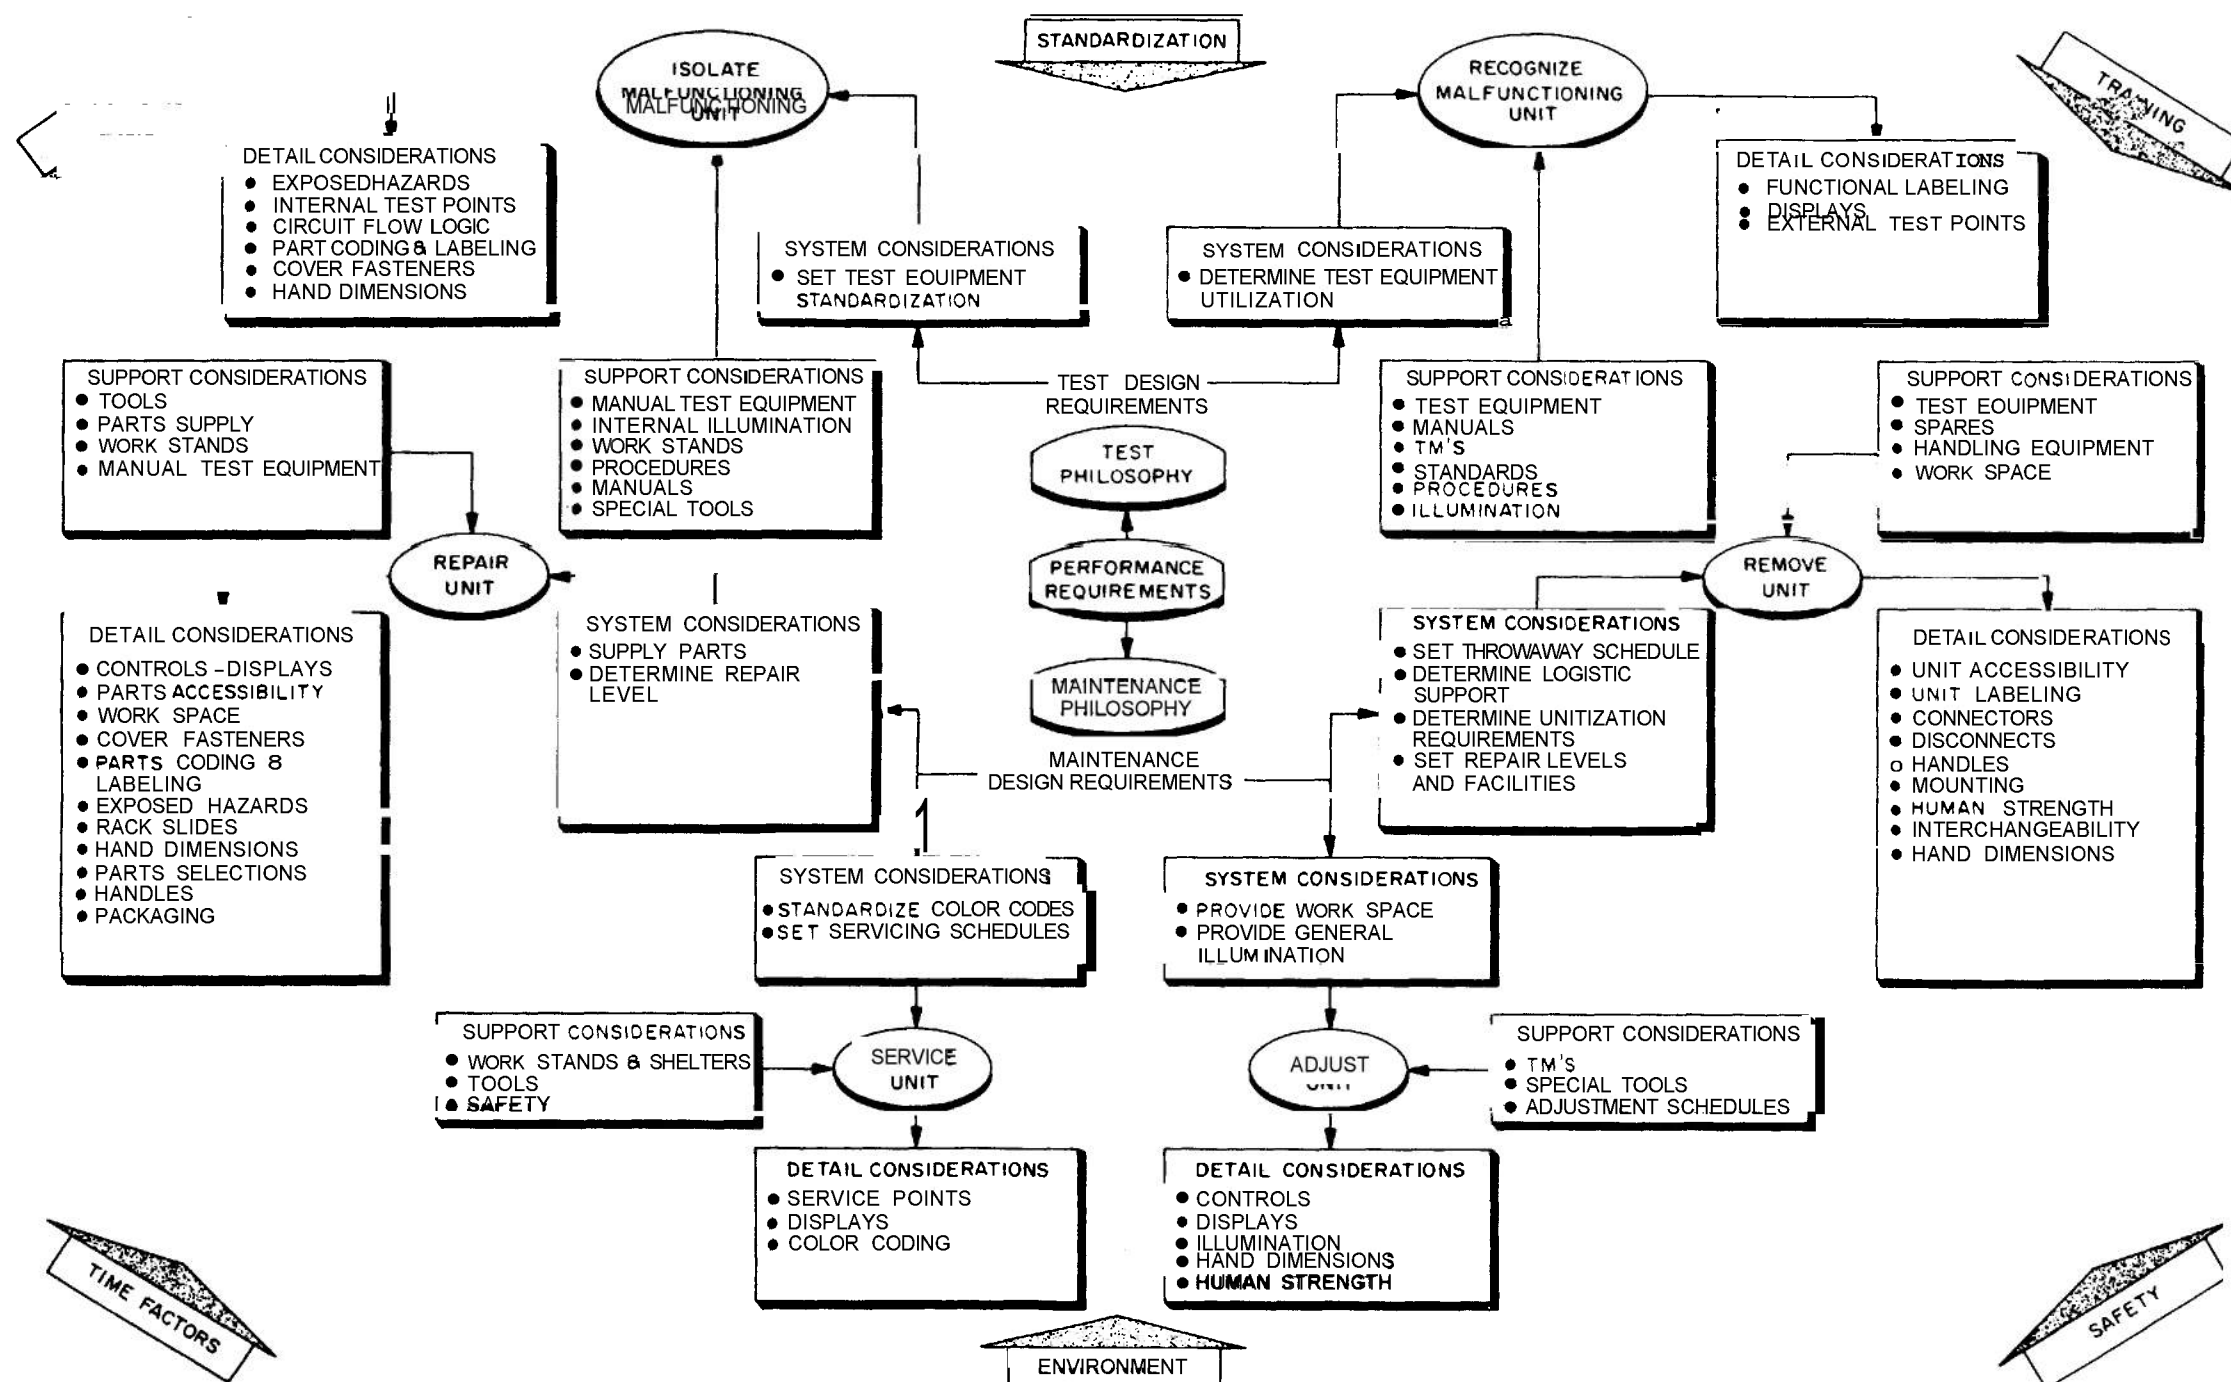 STANDARDIZATION
TRAINING
ISOLATE
MALFUNCTIONING
MALFUNCTIONING
UNIT
RECOGNIZE
MALFUNCTIONING
UNIT
DETAIL CONSIDERATIONS
● EXPOSEDHAZARDS
● INTERNAL TEST POINTS
● CIRCUIT FLOW LOGIC
● PART CODING & LABELING
● COVER FASTENERS
● HAND DIMENSIONS
SYSTEM CONSIDERATIONS
● SET TEST EOUIPMENT
STANDARDIZATION
SYSTEM CONSIDERATIONS
● DETERMINE TEST EQUIPMENT
UTILIZATION
a
DETAIL CONSIDERATIONS
● FUNCTIONAL LABELING
● DISPLAYS
● EXTERNAL TEST POINTS
SUPPORT CONSIDERATIONS
● TOOLS
● PARTS SUPPLY
● WORK STANDS
● MANUAL TEST EQUIPMENT
SUPPORT CONSIDERATIONS
● MANUAL TEST EQUIPMENT
● INTERNAL ILLUMINATION
● WORK STANDS
● PROCEDURES
● MANUALS
● SPECIAL TOOLS
TEST DESIGN
REQUIREMENTS
TEST
PHILOSOPHY
PERFORMANCE
REQUIREMENTS
MAINTENANCE
PHILOSOPHY
MAINTENANCE
DESIGN REQUIREMENTS
SUPPORT CONSIDERATIONS
● TEST EQUIPMENT
● MANUALS
● TM'S
● STANDARDS
● PROCEDURES
● ILLUMINATION
SUPPORT CONSIDERATIONS
● TEST EOUIPMENT
● SPARES
● HANDLING EQUIPMENT
● WORK SPACE
REPAIR
UNIT
REMOVE
UNIT
DETAIL CONSIDERATIONS
● CONTROLS – DISPLAYS
● PARTS ACCESSIBILITY
● WORK SPACE
● COVER FASTENERS
● PARTS CODING &
LABELING
● EXPOSED HAZARDS
● RACK SLIDES
● HAND DIMENSIONS
● PARTS SELECTIONS
● HANDLES
● PACKAGING
SYSTEM CONSIDERATIONS
● SUPPLY PARTS
● DETERMINE REPAIR
LEVEL
SYSTEM CONSIDERATIONS
● SET THROWAWAY SCHEDULE
● DETERMINE LOGISTIC
SUPPORT
● DETERMINE UNITIZATION
REQUIREMENTS
● SET REPAIR LEVELS
AND FACILITIES
DETAIL CONSIDERATIONS
● UNIT ACCESSIBILITY
● UNIT LABELING
● CONNECTORS
● DISCONNECTS
o HANDLES
● MOUNTING
● HUMAN STRENGTH
● INTERCHANGEABILITY
● HAND DIMENSIONS
SYSTEM CONSIDERATIONS
● STANDARDIZE COLOR CODES
● SET SERVICING SCHEDULES
SYSTEM CONSIDERATIONS
● PROVIDE WORK SPACE
● PROVIDE GENERAL
ILLUMINATION
SUPPORT CONSIDERATIONS
● WORK STANDS & SHELTERS
● TOOLS
● SAFETY
SERVICE
UNIT
ADJUST
UNIT
SUPPORT CONSIDERATIONS
● TM'S
● SPECIAL TOOLS
● ADJUSTMENT SCHEDULES
DETAIL CONSIDERATIONS
● SERVICE POINTS
● DISPLAYS
● COLOR CODING
DETAIL CONSIDERATIONS
● CONTROLS
● DISPLAYS
● ILLUMINATION
● HAND DIMENSIONS
● HUMAN STRENGTH
TIME FACTORS
ENVIRONMENT
SAFETY